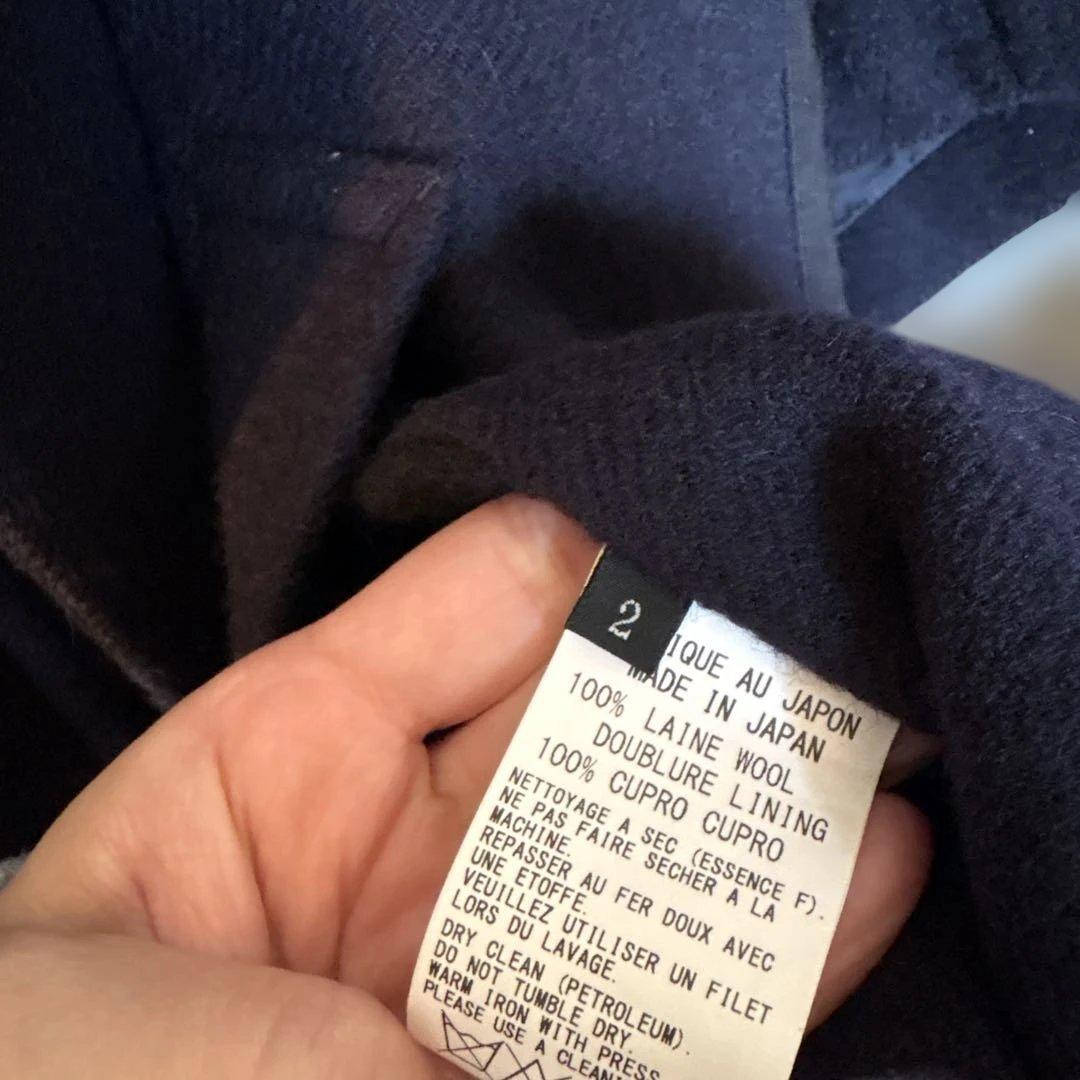 2
IQUE AU JAPON
MADE IN JAPAN
100% LAINE WOOL
DOUBLURE LINING
100% CUPRO CUPRO
NETTOYAGE A SEC (ESSENCE F).
NE PAS FAIRE SECHER A LA
MACHINE.
REPASSER AU FER DOUX AVEC
UNE ETOFFE.
VEUILLEZ UTILISER UN FILET
LORS DU LAVAGE.
DRY CLEAN (PETROLEUM).
DO NOT TUMBLE DRY.
WARM IRON WITH PRESS
PLEASE USE A CLEANI